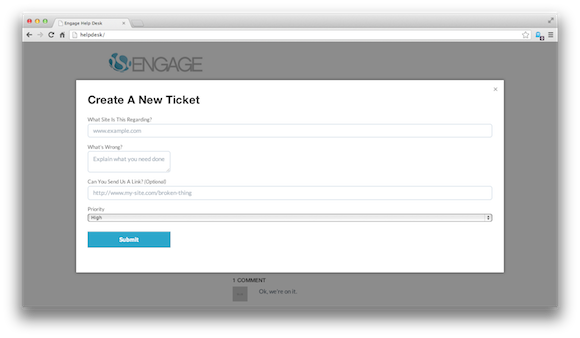 Engage Help Desk
helpdesk/
ENGAGE
Create A New Ticket
What Site Is This Regarding?
www.example.com
What's Wrong?
Explain what you need done
Can You Send Us A Link? (Optional)
http://www.my-site.com/broken-thing
Priority
High
Submit
1 COMMENT
Ok, we're on it.